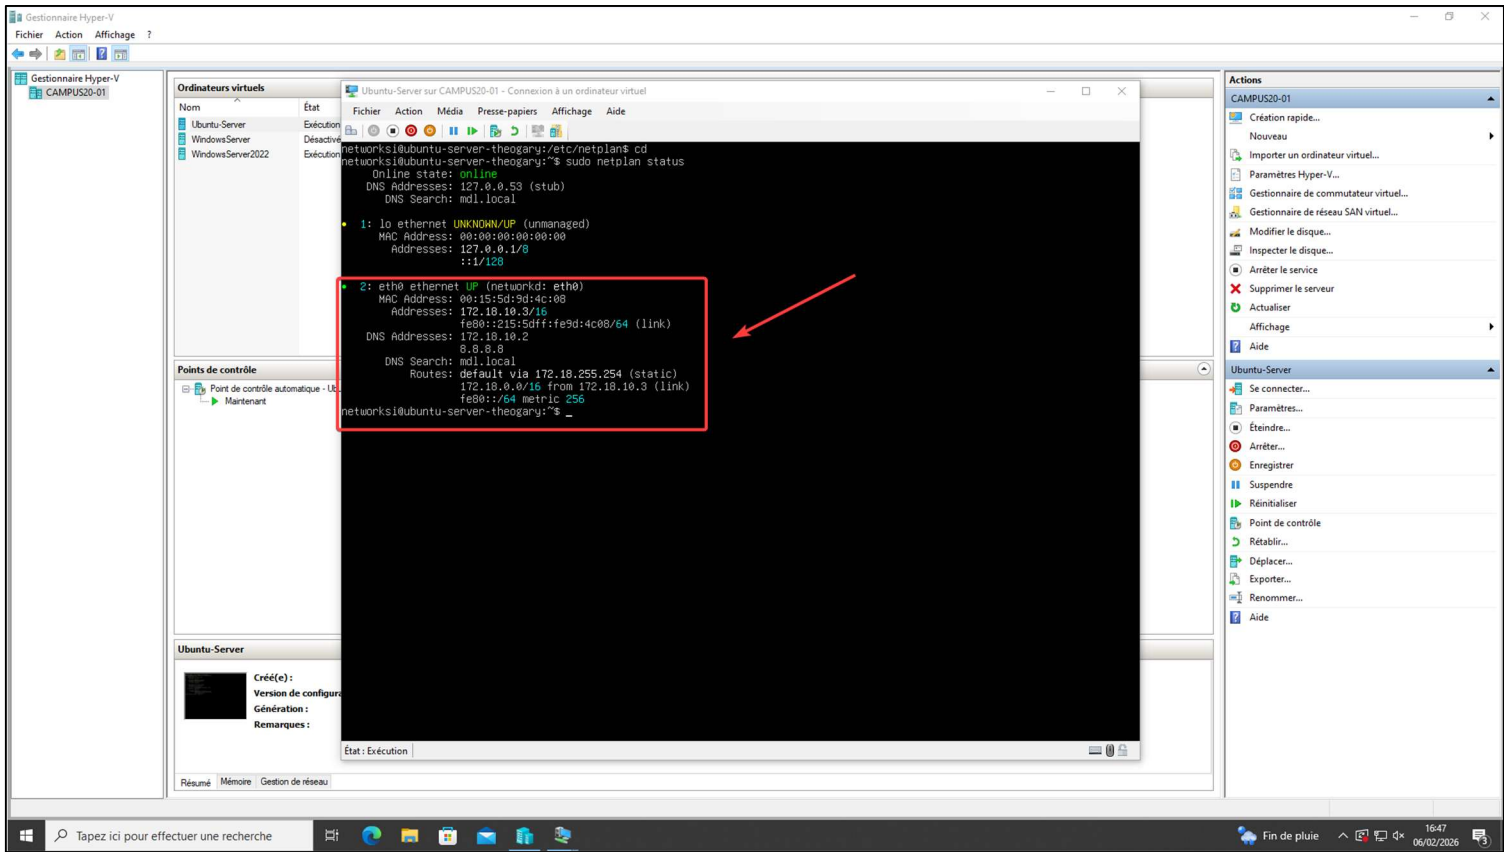 Gestionnaire Hyper-V
Fichier Action Affichage ?
Gestionnaire Hyper-V
CAMPUS20-01
Ordinateurs virtuels
Nom État
Ubuntu-Server Exécution
WindowsServer Désactivé
WindowsServer2022 Exécution
Points de contrôle
Point de contrôle automatique - Ub
Maintenant
Ubuntu-Server
Créé(e) :
Version de configura
Génération :
Remarques :
Résumé Mémoire Gestion de réseau
Ubuntu-Server sur CAMPUS20-01 - Connexion à un ordinateur virtuel
Fichier Action Média Presse-papiers Affichage Aide
networksi@ubuntu-server-theogary:/etc/netplan$ cd
networksi@ubuntu-server-theogary:~$ sudo netplan status
Online state: online
DNS Addresses: 127.0.0.53 (stub)
DNS Search: mdl.local
● 1: lo ethernet UNKNOWN/UP (unmanaged)
MAC Address: 00:00:00:00:00:00
Addresses: 127.0.0.1/8
::1/128
● 2: eth0 ethernet UP (networkd: eth0)
MAC Address: 00:15:5d:9d:4c:08
Addresses: 172.18.10.3/16
fe80::215:5dff:fe9d:4c08/64 (link)
DNS Addresses: 172.18.10.2
8.8.8.8
DNS Search: mdl.local
Routes: default via 172.18.255.254 (static)
172.18.0.0/16 from 172.18.10.3 (link)
fe80::/64 metric 256
networksi@ubuntu-server-theogary:~$ _
État : Exécution
Actions
CAMPUS20-01
Création rapide...
Nouveau
Importer un ordinateur virtuel...
Paramètres Hyper-V...
Gestionnaire de commutateur virtuel...
Gestionnaire de réseau SAN virtuel...
Modifier le disque...
Inspecter le disque...
Arrêter le service
Supprimer le serveur
Actualiser
Affichage
Aide
Ubuntu-Server
Se connecter...
Paramètres...
Éteindre...
Arrêter...
Enregistrer
Suspendre
Réinitialiser
Point de contrôle
Rétablir...
Déplacer...
Exporter...
Renommer...
Aide
Tapez ici pour effectuer une recherche
Fin de pluie
16:47
06/02/2026
3